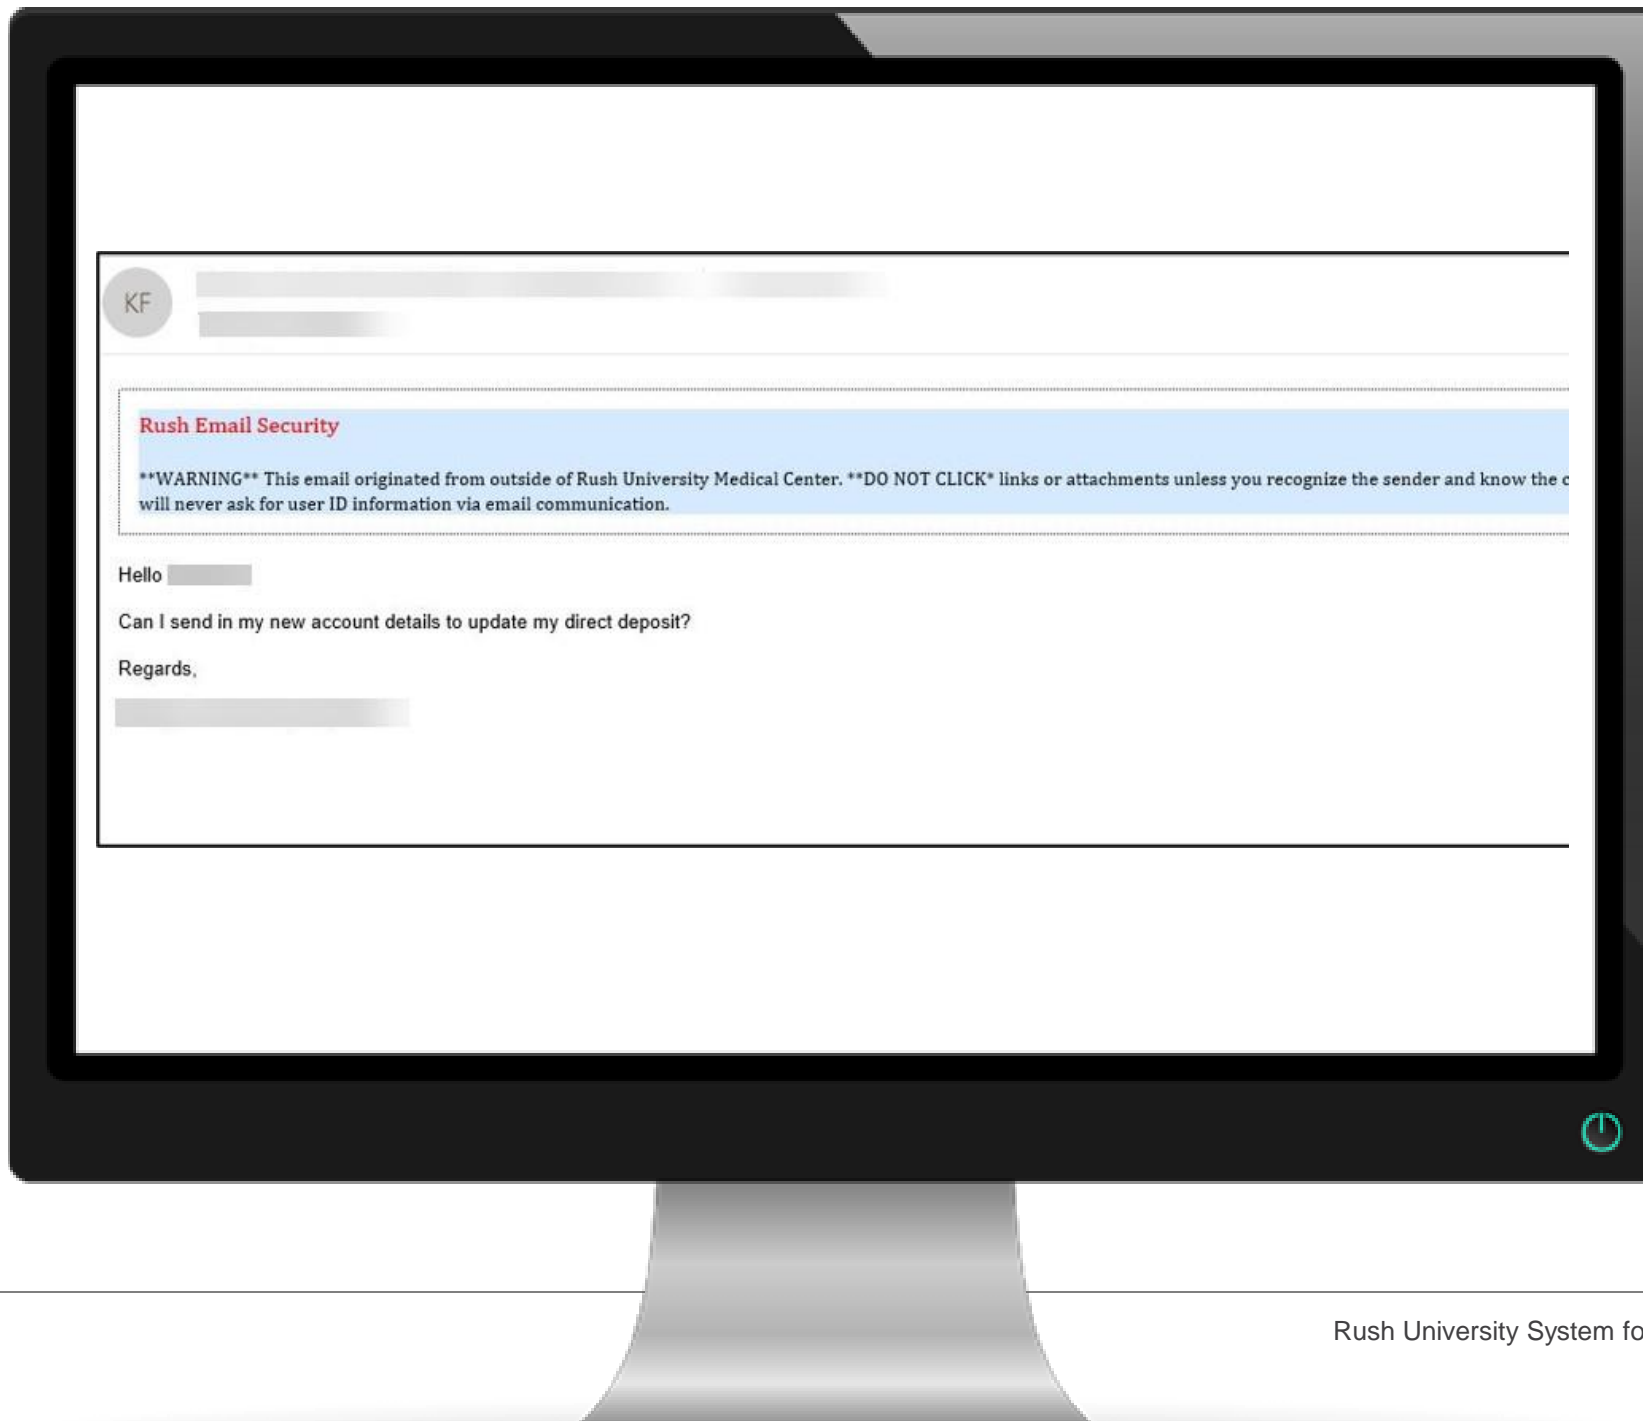 KF
Rush Email Security
**WARNING** This email originated from outside of Rush University Medical Center. **DO NOT CLICK* links or attachments unless you recognize the sender and know the
will never ask for user ID information via email communication.
Hello
Can I send in my new account details to update my direct deposit?
Regards,
Rush University System